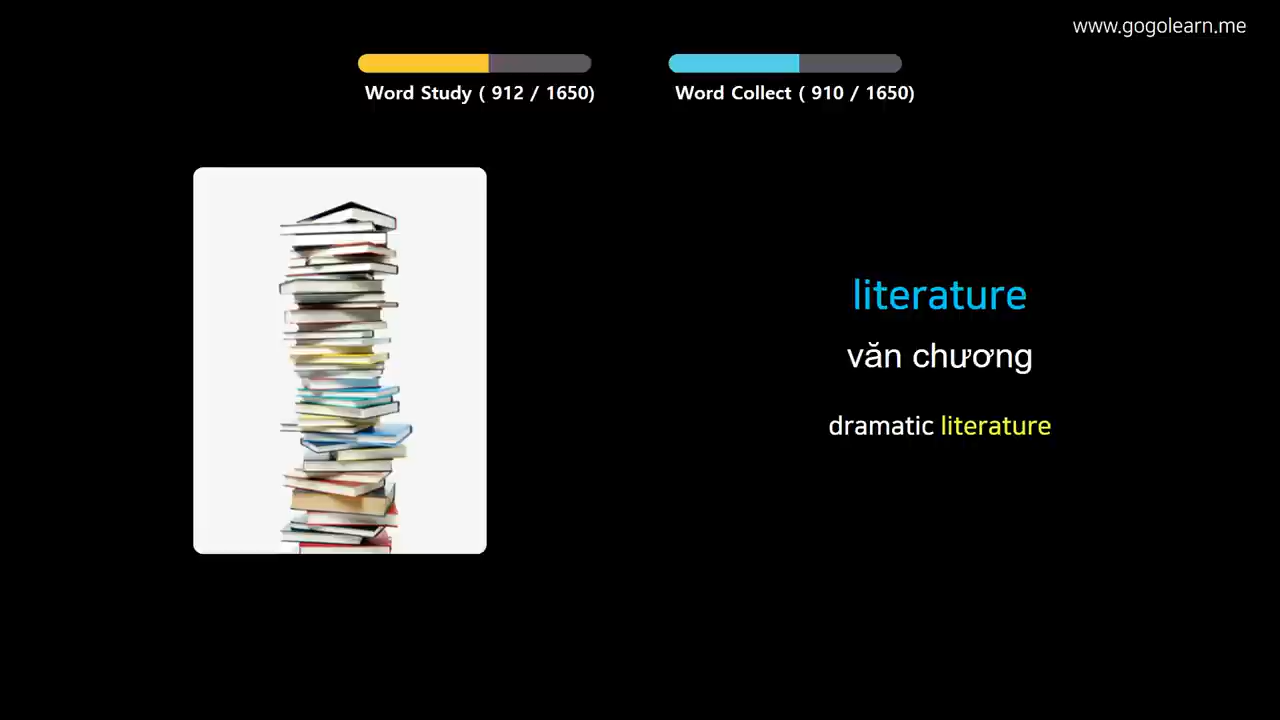 www.gogolearn.me
Word Study ( 912 / 1650)
Word Collect ( 910 / 1650)
literature
văn chương
dramatic literature